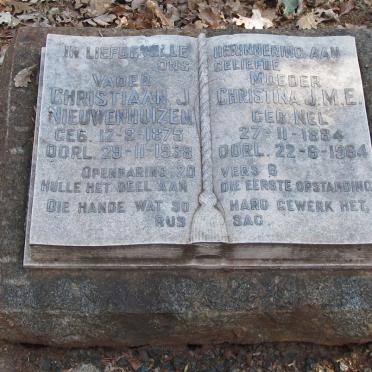 IN LIEFDEVOLLE HERINNERING AAN
ONS GELIEFDE
VADER MOEDER
CHRISTIAAN J. CHRISTINA J.M.E.
NIEUWENHUIZEN GEB: NEL
GEB. 12-2-1875 27-11-1884
OORL. 29-11-1938 OORL. 22-6-1964
OPENBARING 20 VERS 6
HULLE HET DEEL AAN DIE EERSTE OPSTANDING
DIE HANDE WAT SO HARD GEWERK HET,
RUS SAG.